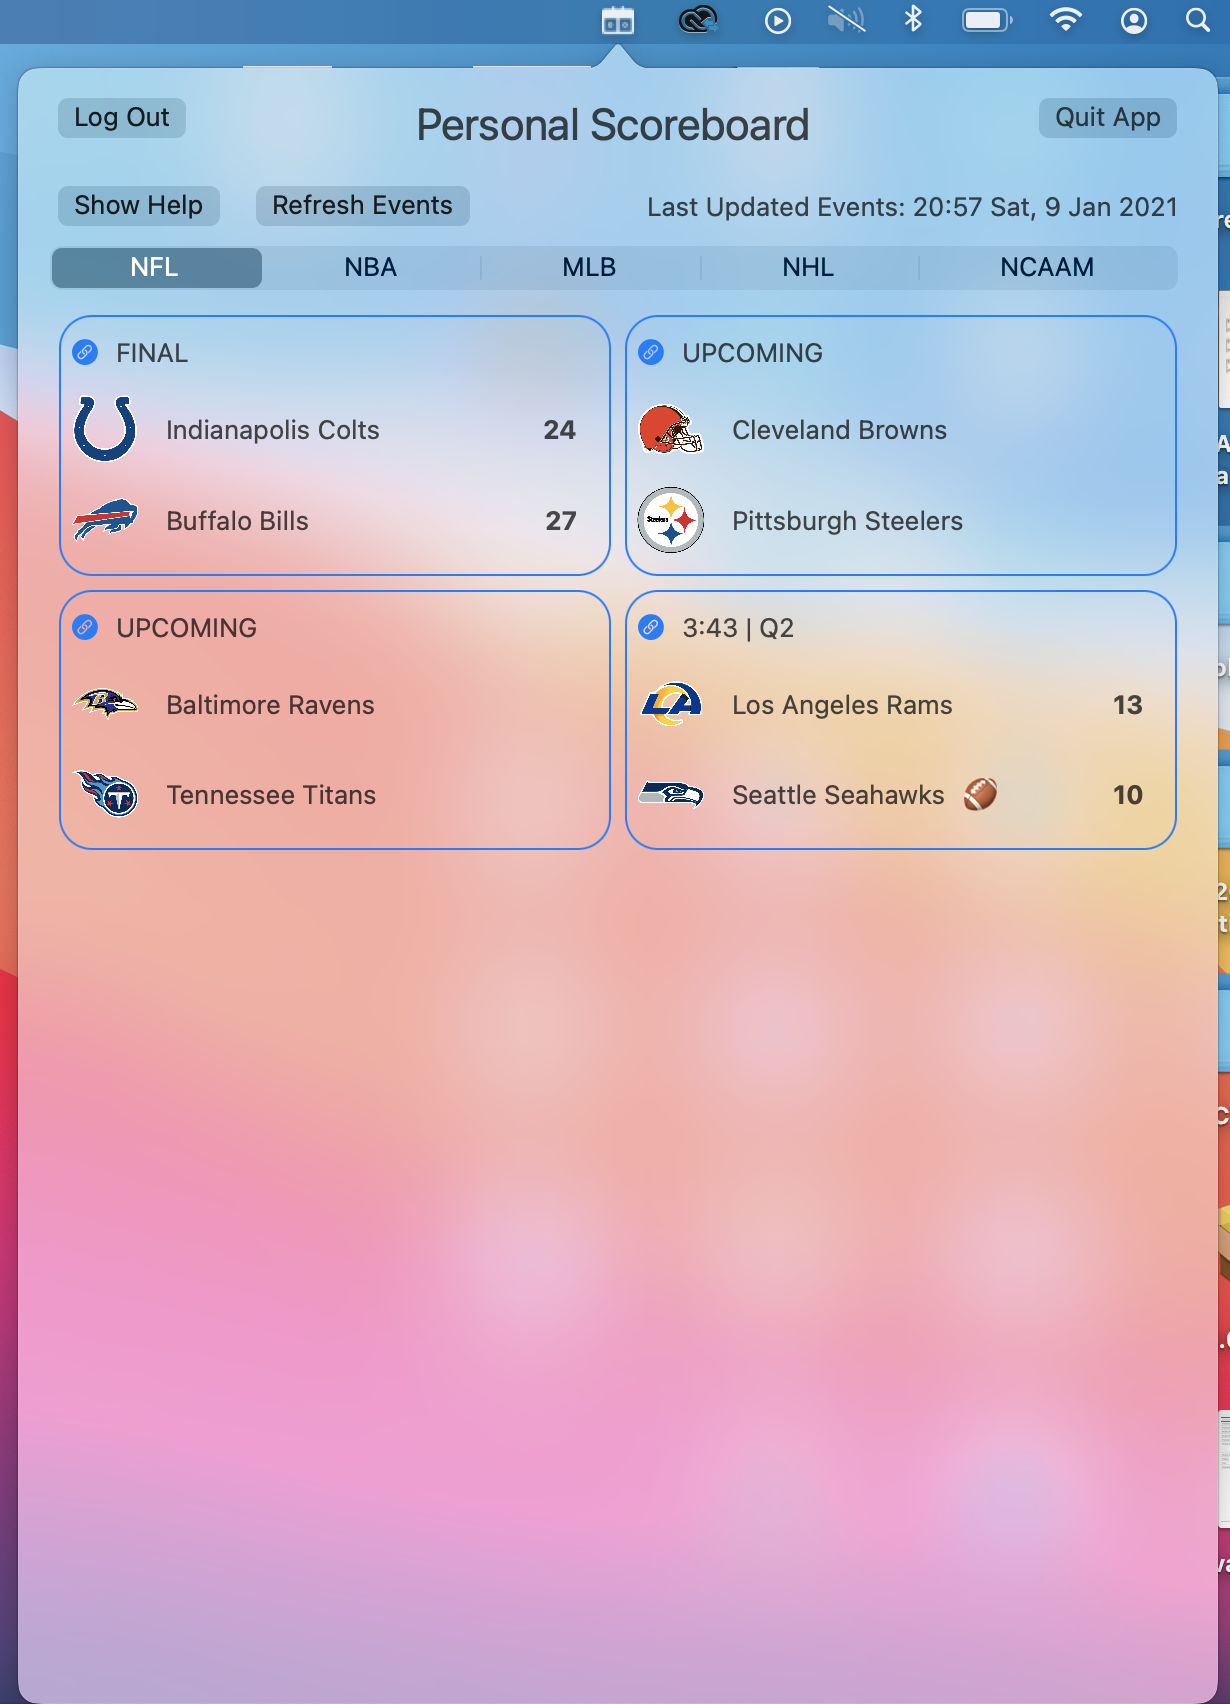 Log Out
Personal Scoreboard
Quit App
Show Help
Refresh Events
Last Updated Events: 20:57 Sat, 9 Jan 2021
NFL
NBA
MLB
NHL
NCAAM
FINAL
Indianapolis Colts 24
Buffalo Bills 27
UPCOMING
Cleveland Browns
Steelers
Pittsburgh Steelers
UPCOMING
Baltimore Ravens
Tennessee Titans
3:43 | Q2
Los Angeles Rams 13
Seattle Seahawks 10